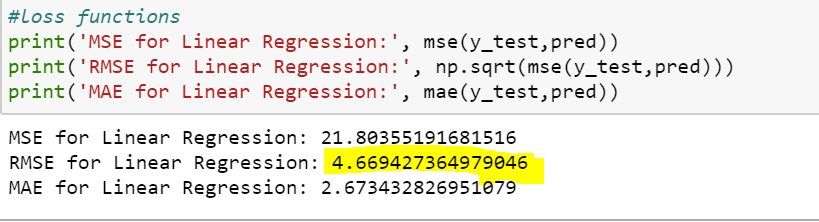 #loss functions
print('MSE for Linear Regression:', mse(y_test,pred))
print('RMSE for Linear Regression:', np.sqrt(mse(y_test,pred)))
print('MAE for Linear Regression:', mae(y_test,pred))
MSE for Linear Regression: 21.80355191681516
RMSE for Linear Regression: 4.669427364979046
MAE for Linear Regression: 2.673432826951079